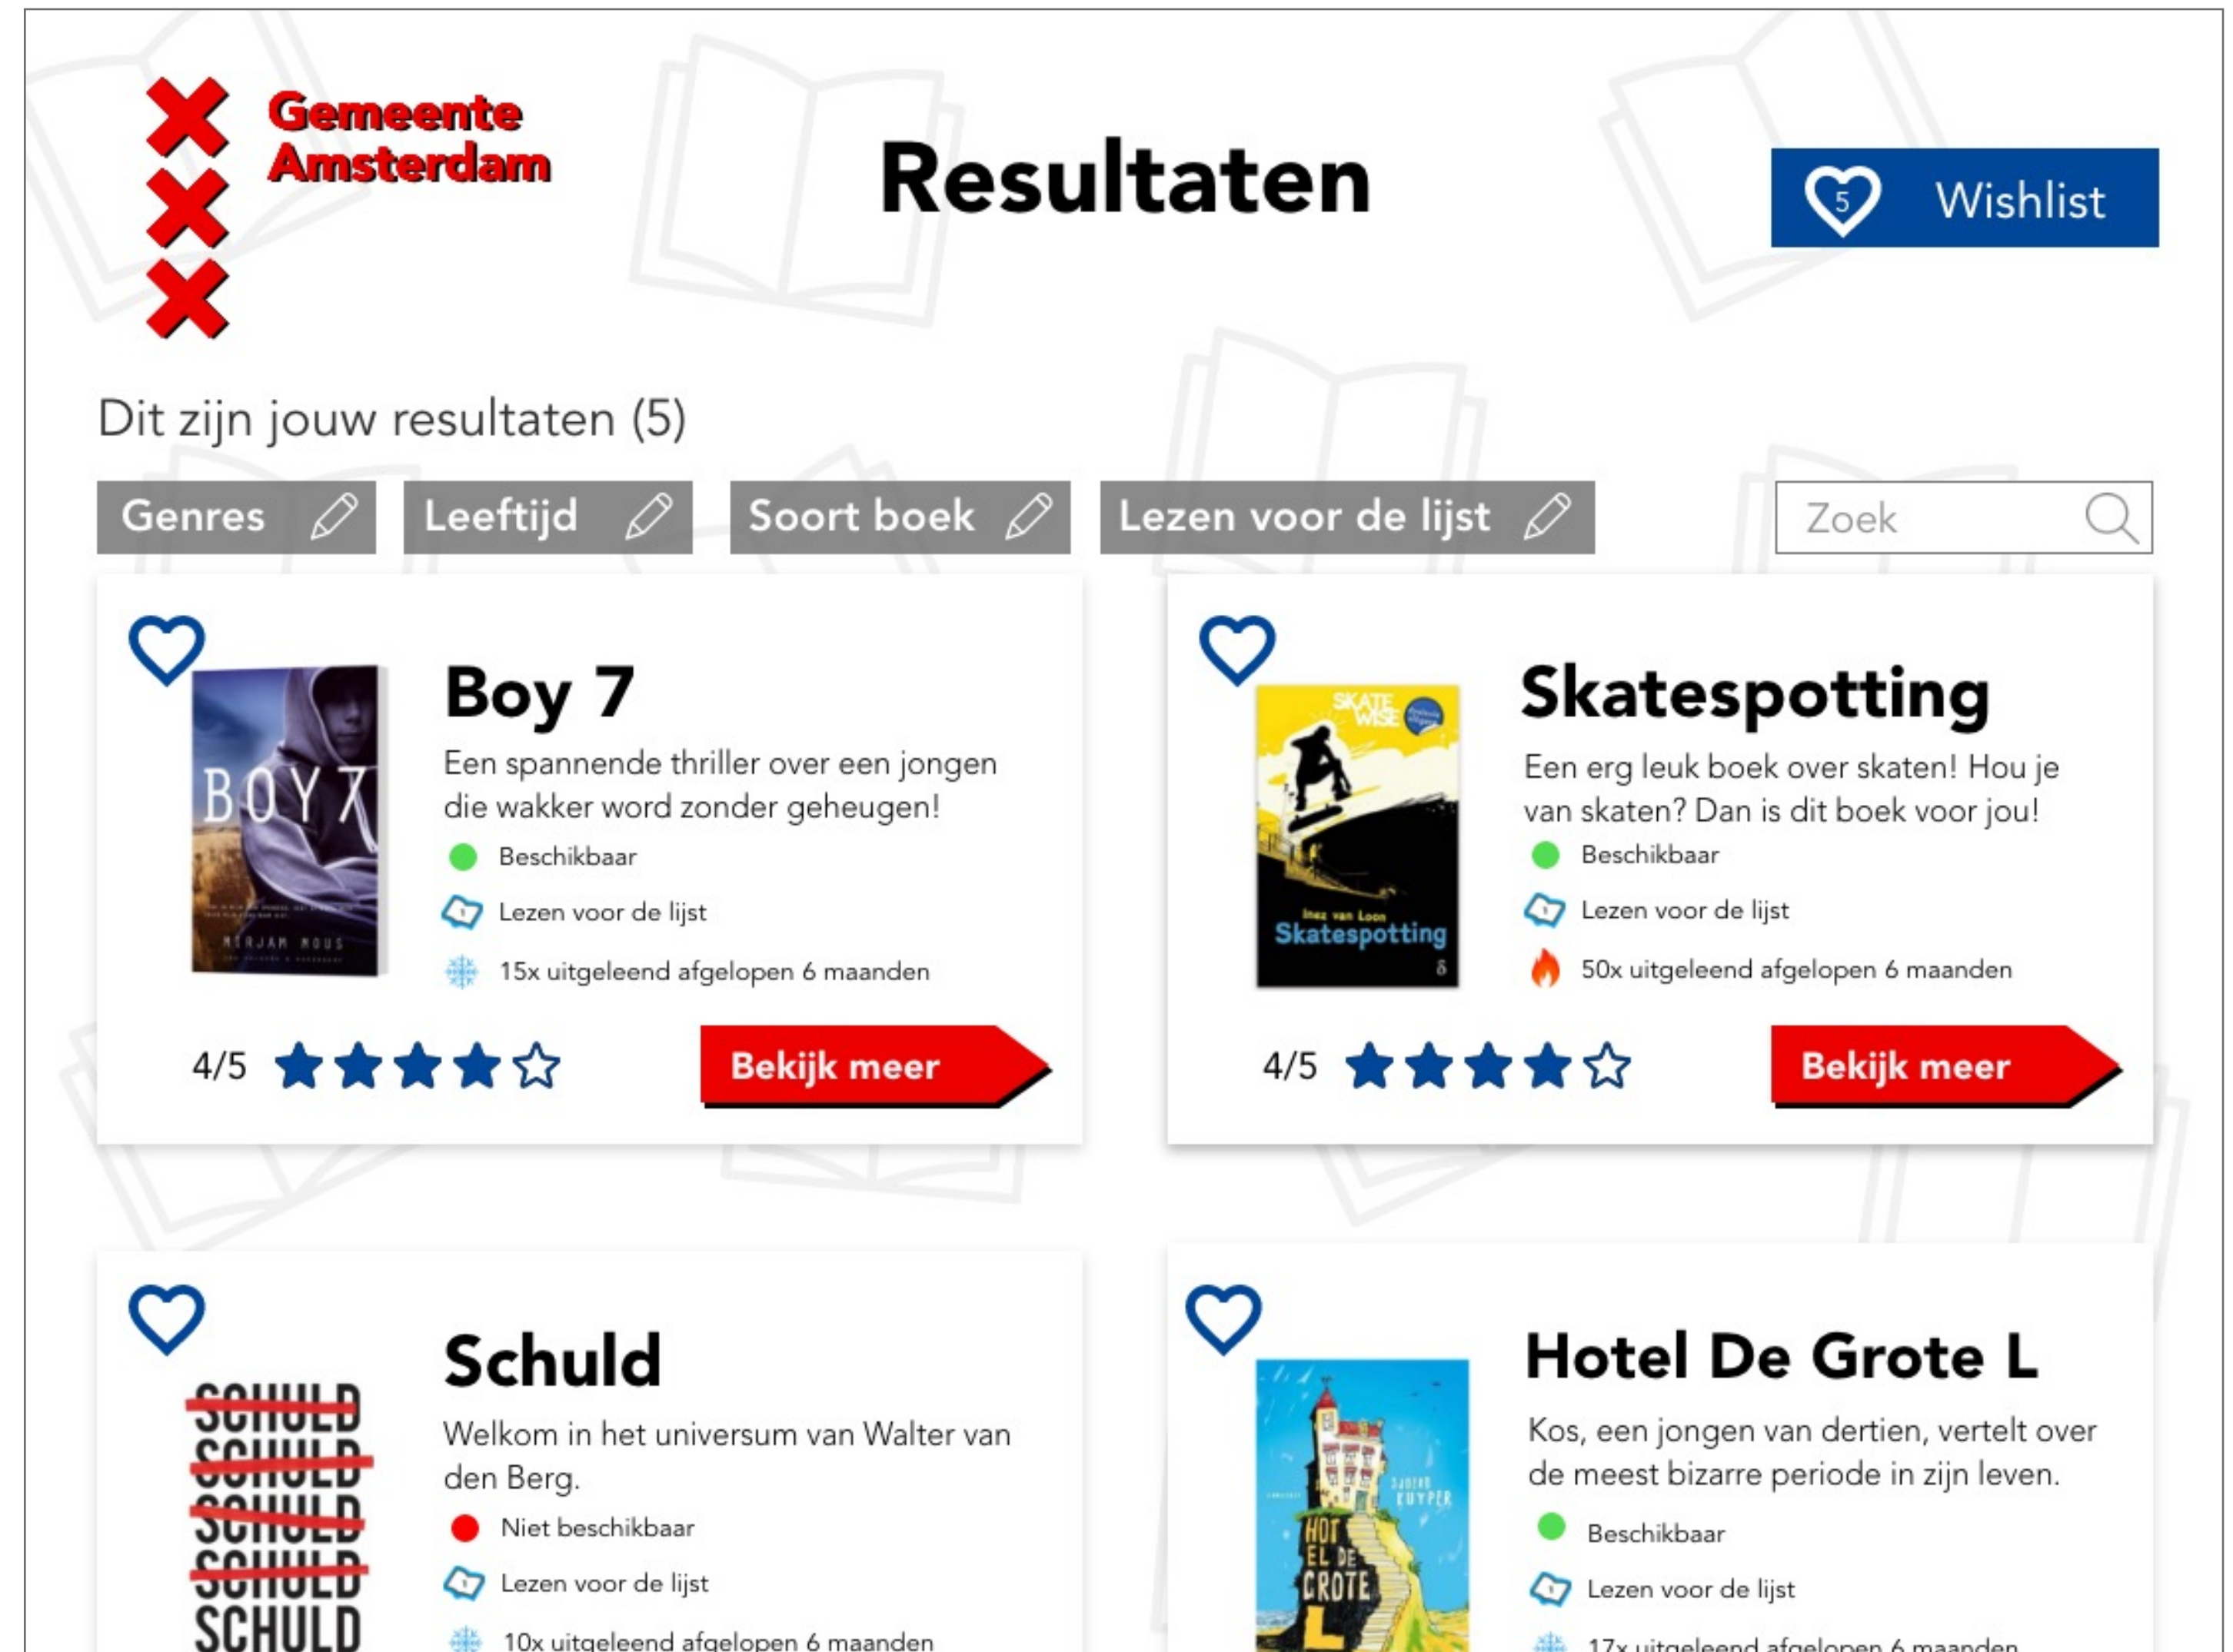 Gemeente
Amsterdam
Resultaten
5 Wishlist
Dit zijn jouw resultaten (5)
Genres Leeftijd Soort boek Lezen voor de lijst Zoek
Boy 7
Een spannende thriller over een jongen
die wakker word zonder geheugen!
Beschikbaar
Lezen voor de lijst
15x uitgeleend afgelopen 6 maanden
BOY 7
MIRJAM MOUS
4/5 Bekijk meer
Skatespotting
Een erg leuk boek over skaten! Hou je
van skaten? Dan is dit boek voor jou!
Beschikbaar
Lezen voor de lijst
50x uitgeleend afgelopen 6 maanden
SKATE
WISE
Inez van Loon
Skatespotting
4/5 Bekijk meer
Schuld
Welkom in het universum van Walter van
den Berg.
Niet beschikbaar
Lezen voor de lijst
10x uitgeleend afgelopen 6 maanden
SCHULD
SCHULD
SCHULD
SCHULD
SCHULD
Hotel De Grote L
Kos, een jongen van dertien, vertelt over
de meest bizarre periode in zijn leven.
Beschikbaar
Lezen voor de lijst
17x uitgeleend afgelopen 6 maanden
SJOERD
KUYPER
HOT
EL DE
GROTE
L